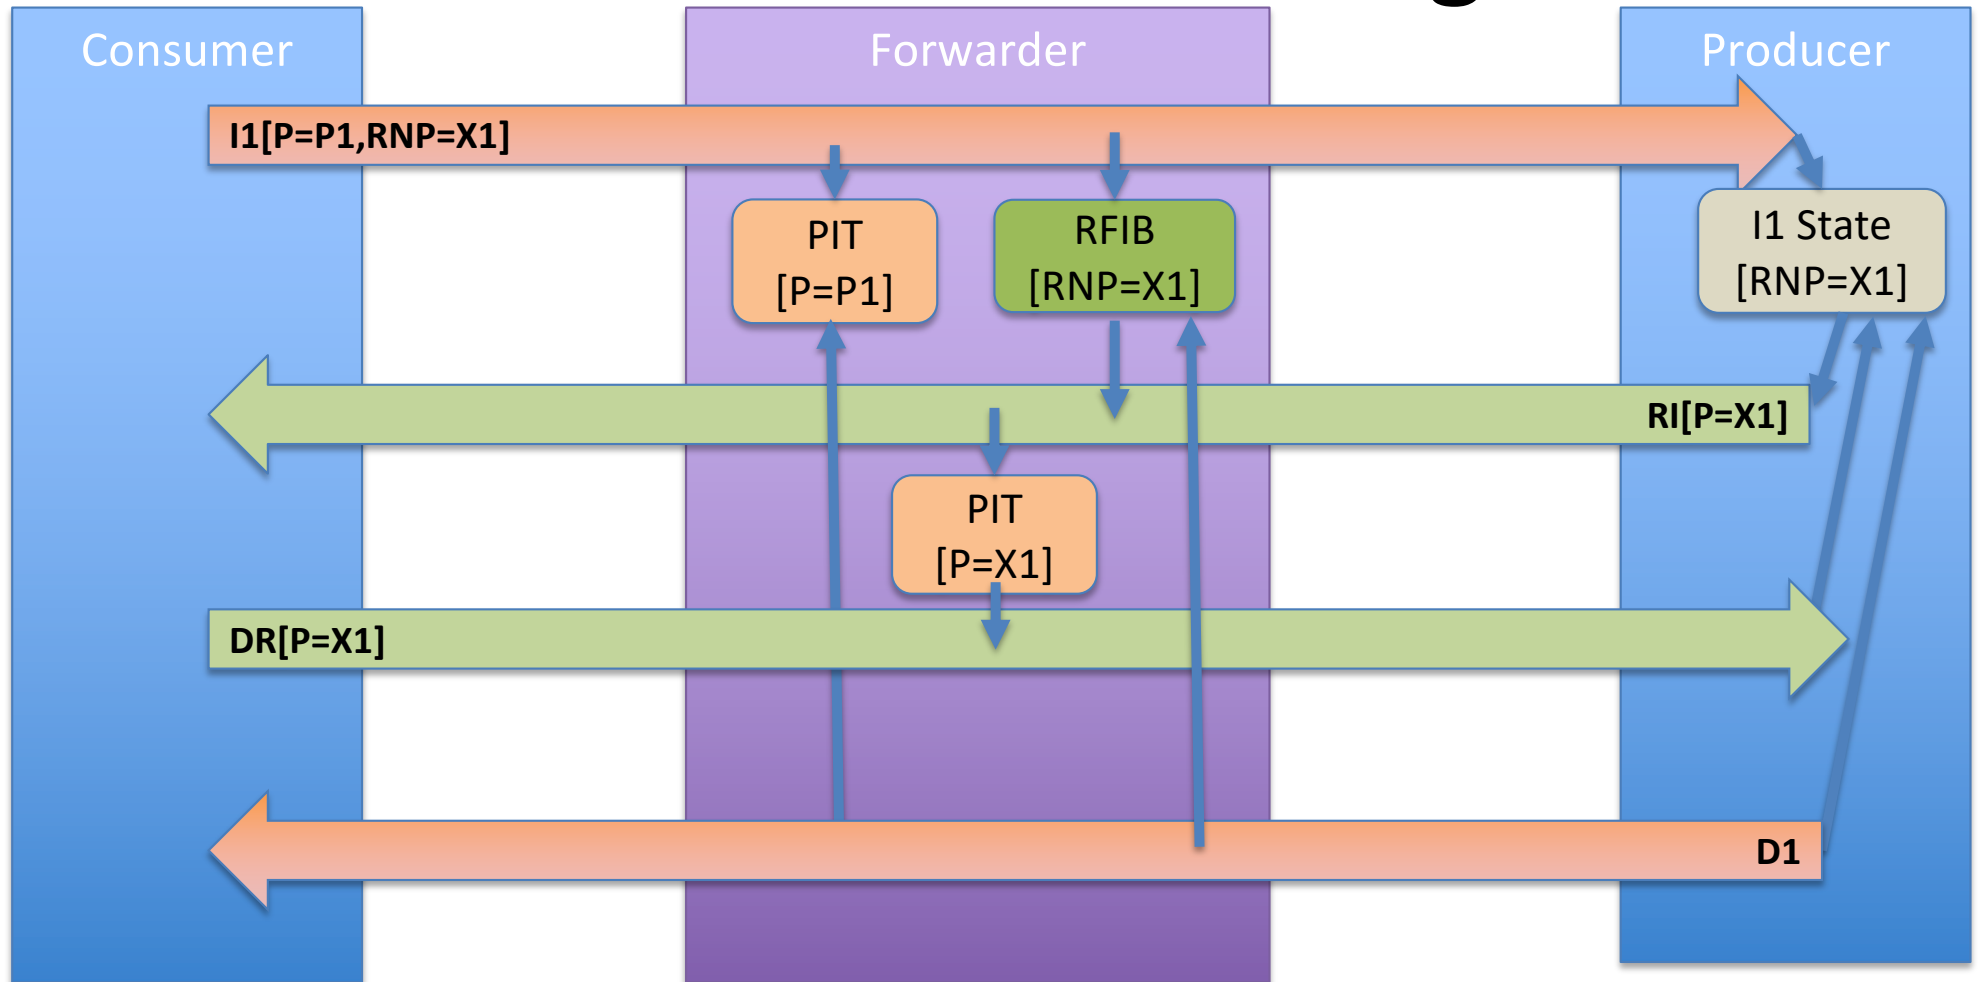 Consumer
Forwarder
Producer
I1[P=P1,RNP=X1]
PIT
[P=P1]
RFIB
[RNP=X1]
I1 State
[RNP=X1]
RI[P=X1]
PIT
[P=X1]
DR[P=X1]
D1